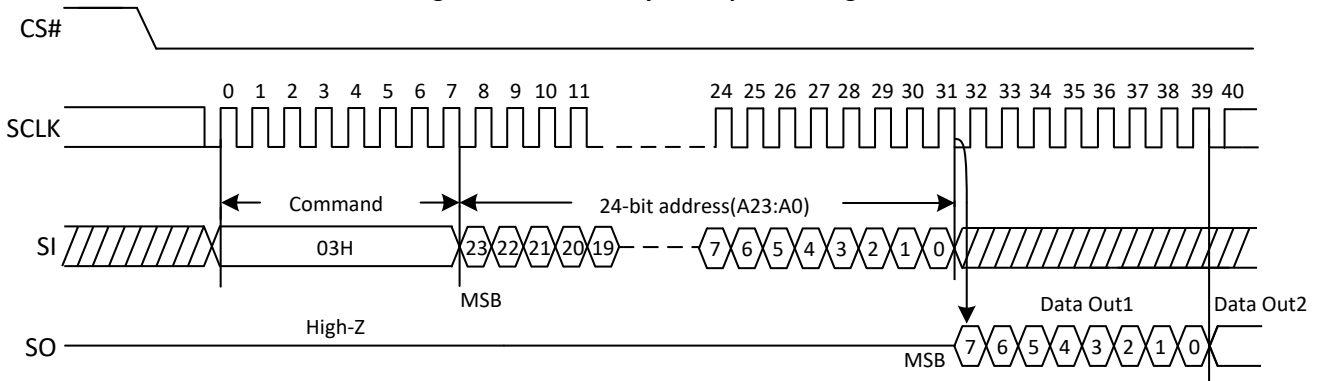 CS#
0 1 2 3 4 5 6 7 8 9 10 11 24 25 26 27 28 29 30 31 32 33 34 35 36 37 38 39 40
SCLK
Command 24-bit address(A23:A0)
SI 03H 23 22 21 20 19 7 6 5 4 3 2 1 0
MSB Data Out1 Data Out2
High-Z
SO MSB 7 6 5 4 3 2 1 0